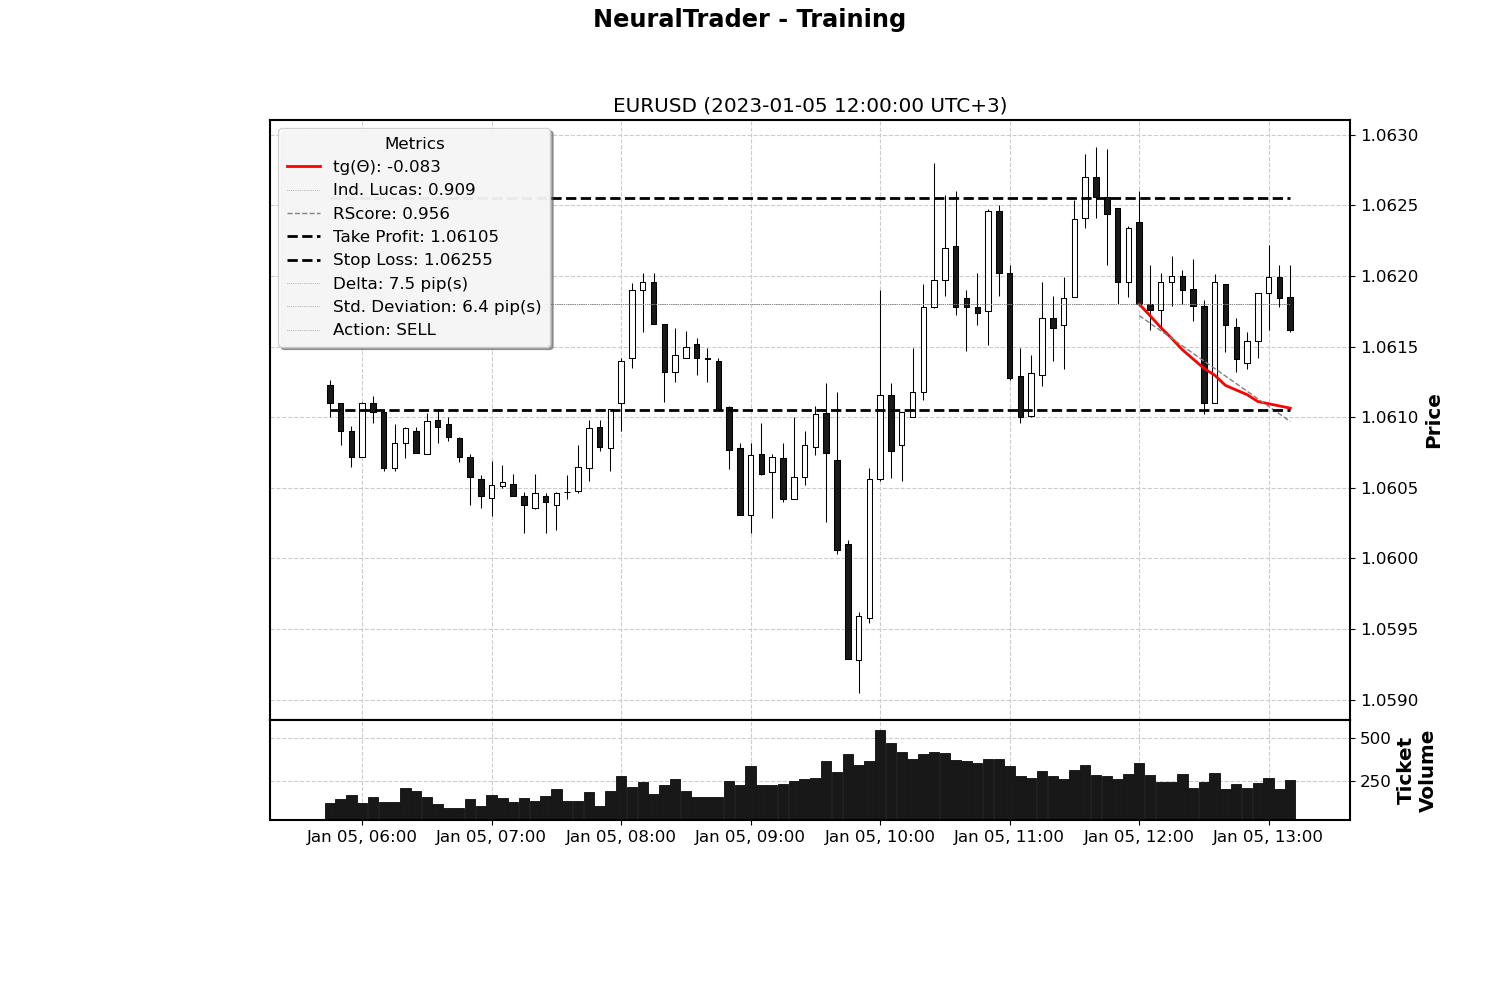 NeuralTrader - Training
EURUSD (2023-01-05 12:00:00 UTC+3)
Metrics
tg(Θ): -0.083
Ind. Lucas: 0.909
RScore: 0.956
Take Profit: 1.06105
Stop Loss: 1.06255
Delta: 7.5 pip(s)
Std. Deviation: 6.4 pip(s)
Action: SELL
1.0630
1.0625
1.0620
1.0615
1.0610
1.0605
1.0600
1.0595
1.0590
Price
500
250
Ticket
Volume
Jan 05, 06:00
Jan 05, 07:00
Jan 05, 08:00
Jan 05, 09:00
Jan 05, 10:00
Jan 05, 11:00
Jan 05, 12:00
Jan 05, 13:00